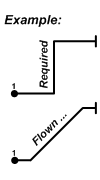 Example:
Required
1
Flown ...
1